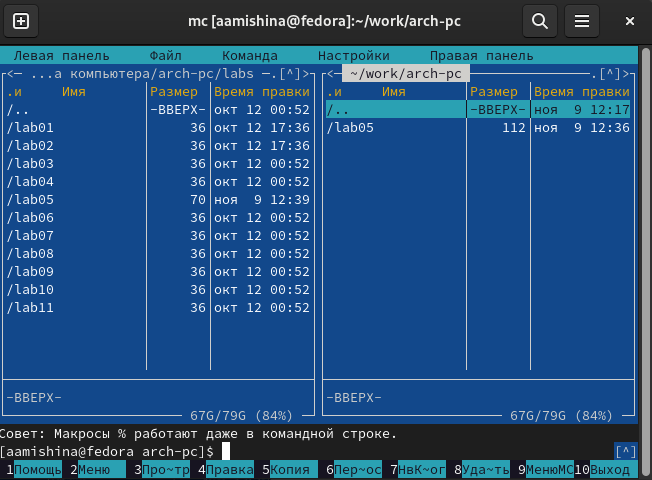 mc [aamishina@fedora]:~/work/arch-pc
Левая панель Файл Команда Настройки Правая панель
<— ...а компьютера/arch-pc/labs —.[^]> <— ~/work/arch-pc .[^]>
.и Имя Размер Время правки .и Имя Размер Время правки
/.. -ВВЕРХ- окт 12 00:52 /.. -ВВЕРХ- ноя 9 12:17
/lab01 36 окт 12 17:36 /lab05 112 ноя 9 12:36
/lab02 36 окт 12 17:36
/lab03 36 окт 12 00:52
/lab04 36 окт 12 00:52
/lab05 70 ноя 9 12:39
/lab06 36 окт 12 00:52
/lab07 36 окт 12 00:52
/lab08 36 окт 12 00:52
/lab09 36 окт 12 00:52
/lab10 36 окт 12 00:52
/lab11 36 окт 12 00:52
-ВВЕРХ- -ВВЕРХ-
67G/79G (84%) 67G/79G (84%)
Совет: Макросы % работают даже в командной строке.
[aamishina@fedora arch-pc]$ [^]
1Помощь 2Меню 3Про~тр 4Правка 5Копия 6Пер~ос 7НвК~ог 8Уда~ть 9МенюMC 10Выход